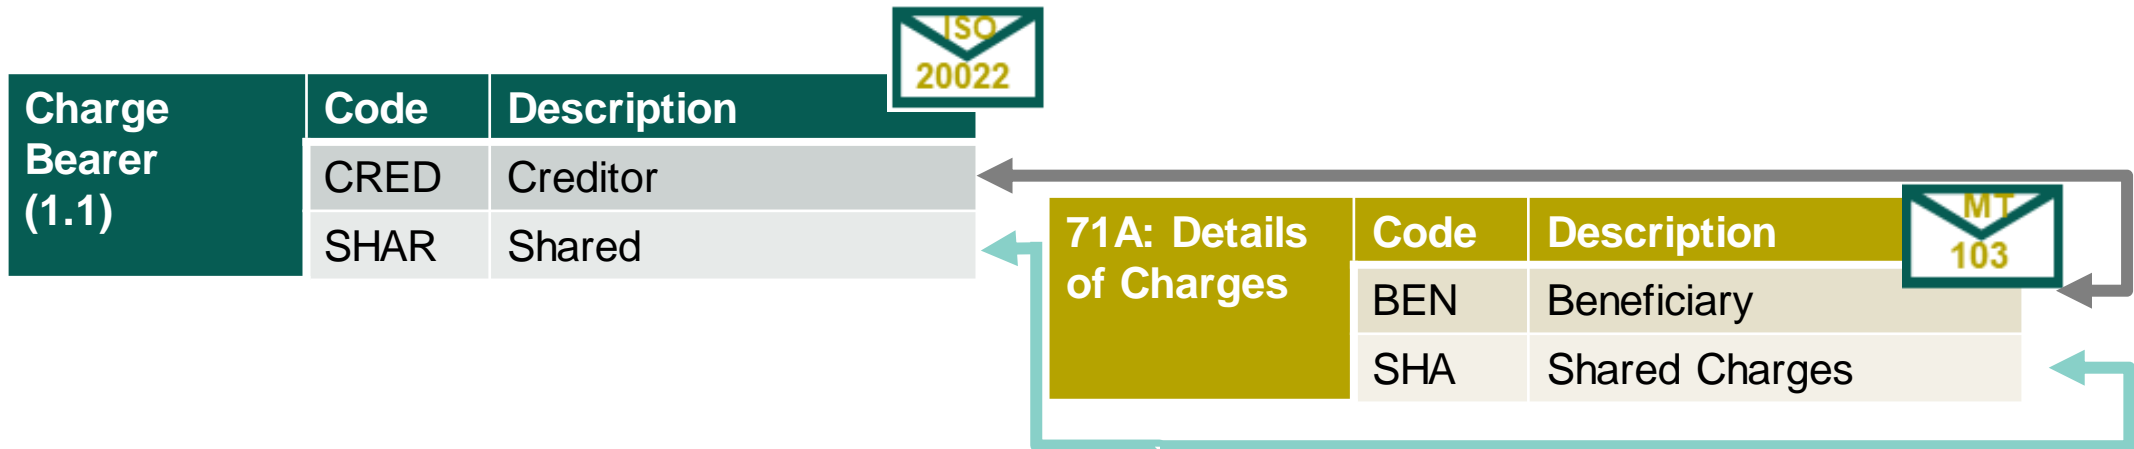 ISO
20022
Charge
Bearer
(1.1)
Code Description
CRED Creditor
SHAR Shared
MT
103
71A: Details
of Charges
Code Description
BEN Beneficiary
SHA Shared Charges